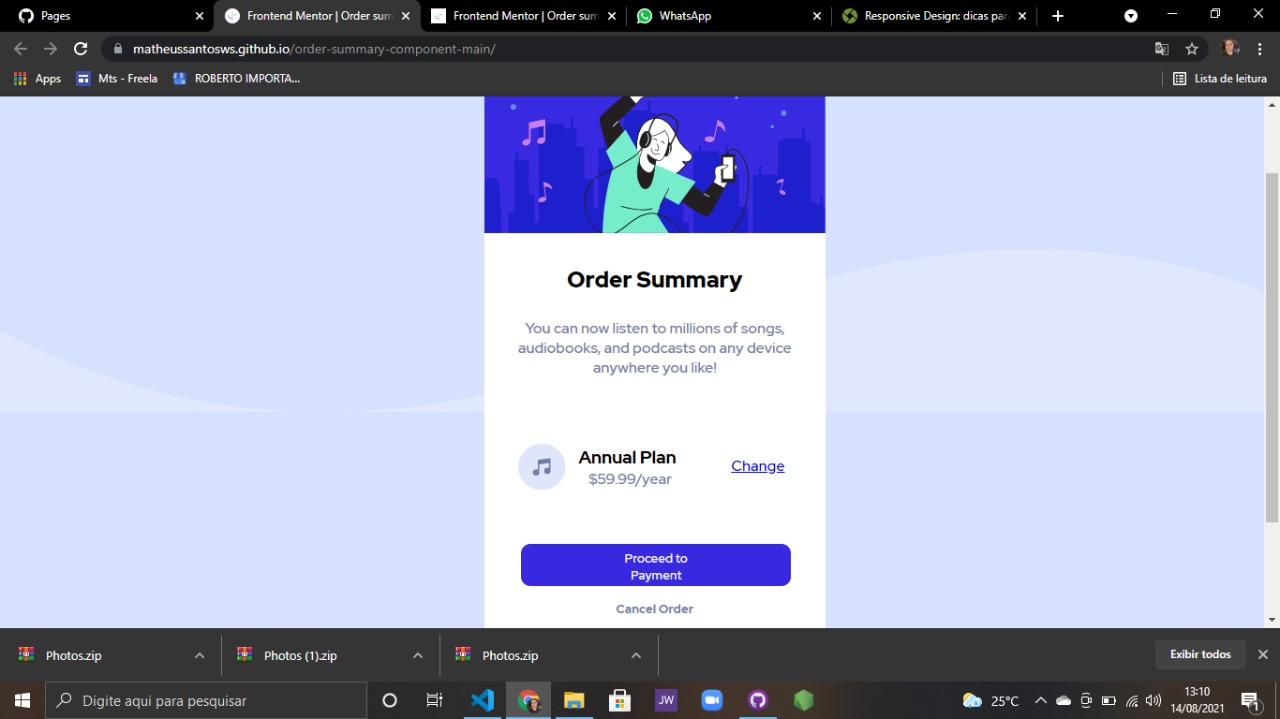 Pages
Frontend Mentor | Order sum
Frontend Mentor | Order sum
WhatsApp
Responsive Design: dicas par
matheussantosws.github.io/order-summary-component-main/
Apps
Mts - Freela
ROBERTO IMPORTA...
Lista de leitura
Order Summary
You can now listen to millions of songs,
audiobooks, and podcasts on any device
anywhere you like!
Annual Plan
$59.99/year
Change
Proceed to
Payment
Cancel Order
Photos.zip
Photos (1).zip
Photos.zip
Exibir todos
Digite aqui para pesquisar
JW
25°C
13:10
14/08/2021
1